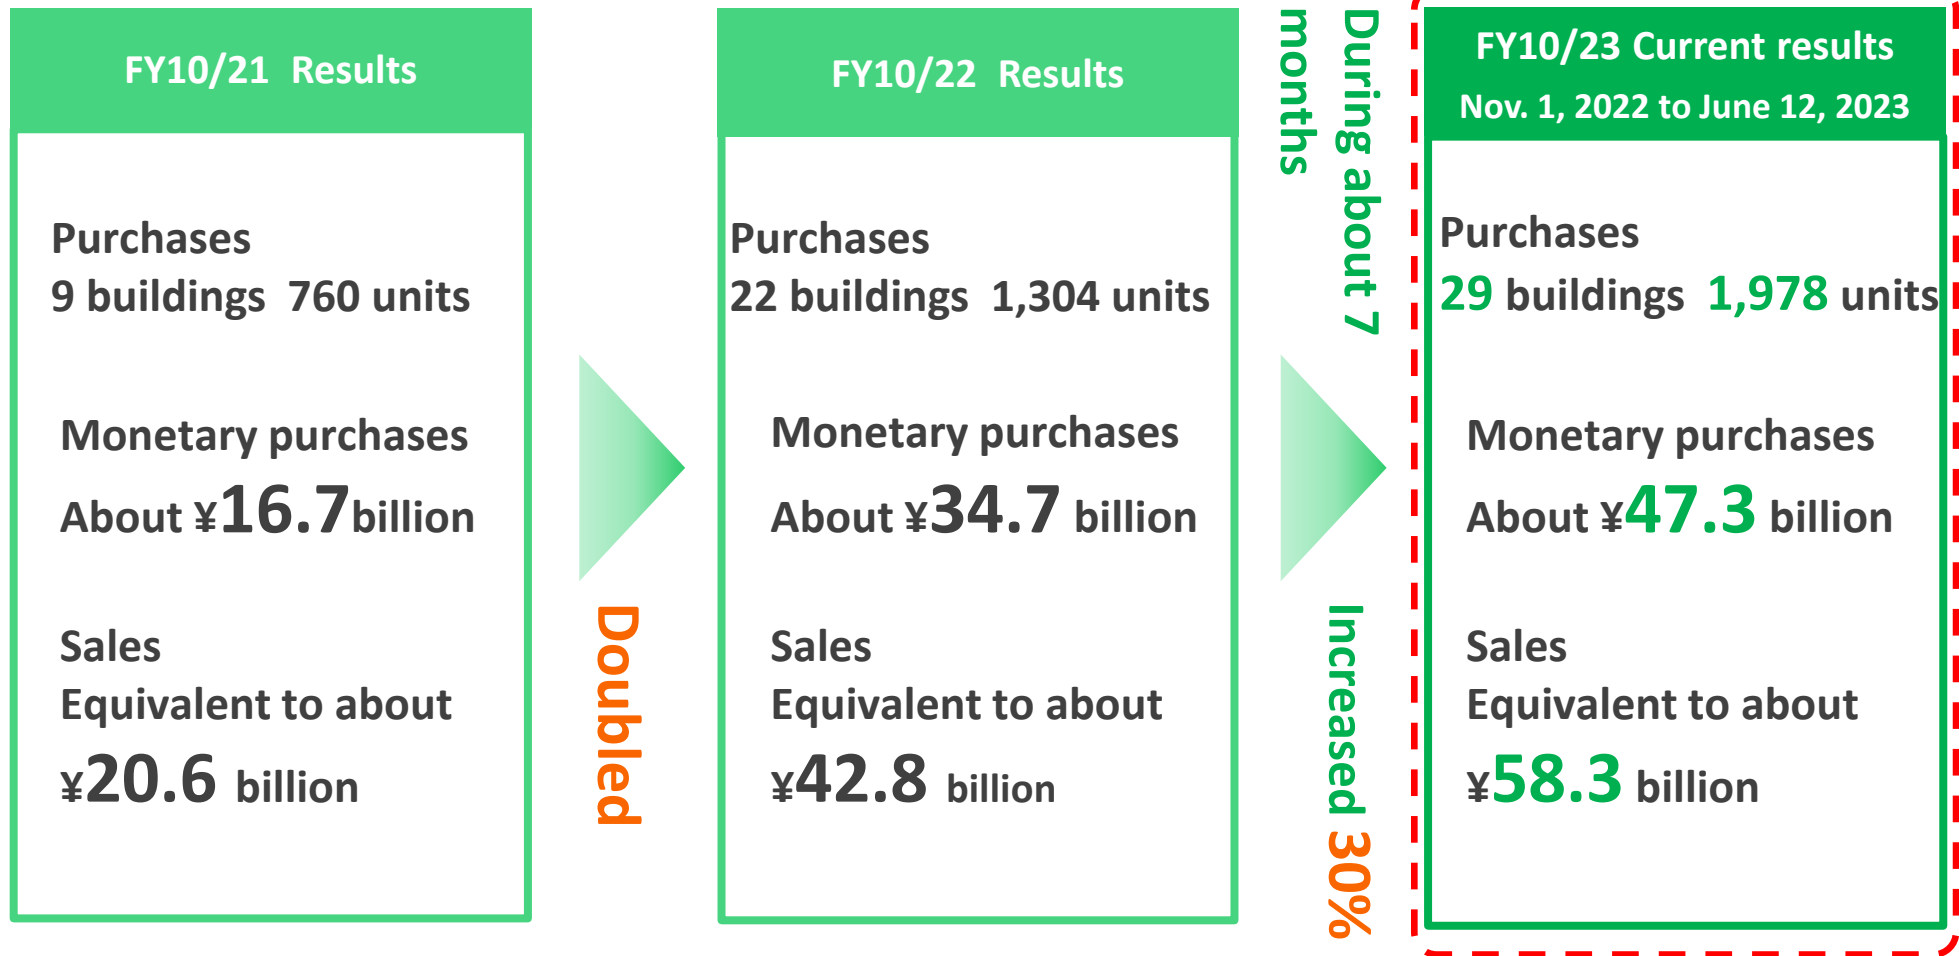 FY10/21 Results
Purchases
9 buildings 760 units
Monetary purchases
About ¥16.7billion
Sales
Equivalent to about
¥20.6 billion
Doubled
FY10/22 Results
Purchases
22 buildings 1,304 units
Monetary purchases
About ¥34.7 billion
Sales
Equivalent to about
¥42.8 billion
During about 7
months
Increased 30%
FY10/23 Current results
Nov. 1, 2022 to June 12, 2023
Purchases
29 buildings 1,978 units
Monetary purchases
About ¥47.3 billion
Sales
Equivalent to about
¥58.3 billion